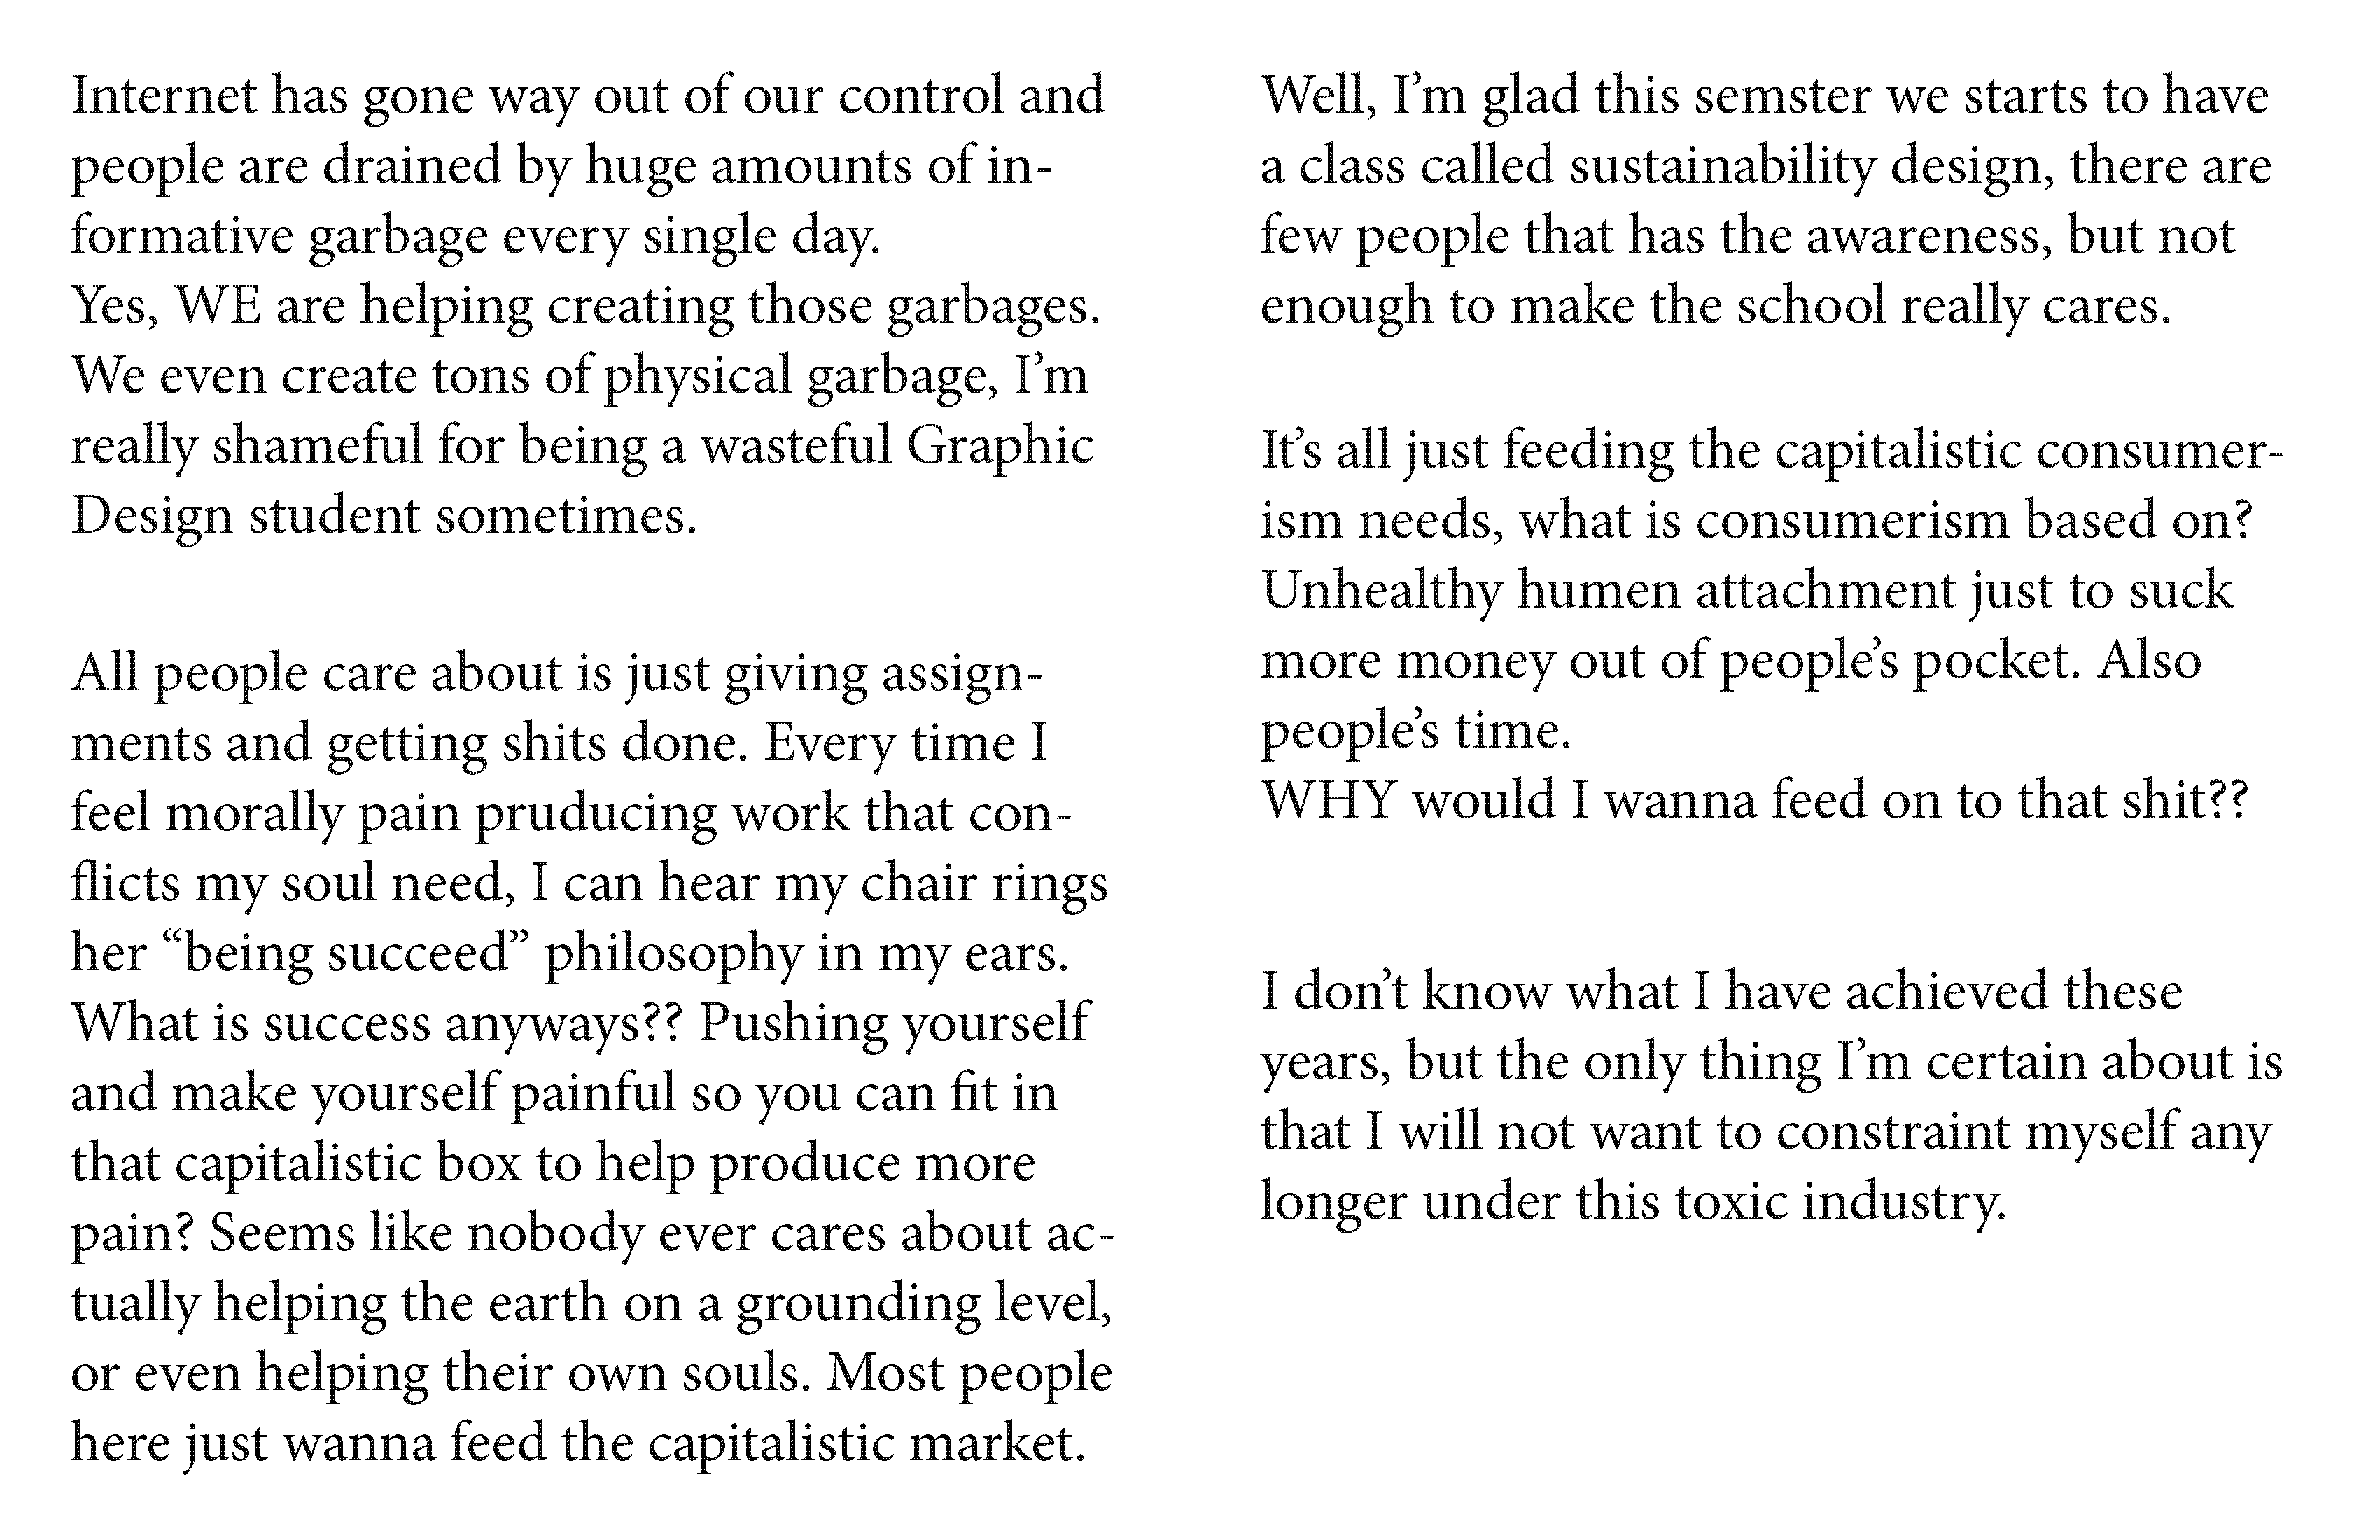 Internet has gone way out of our control and
people are drained by huge amounts of in-
formative garbage every single day.
Yes, WE are helping creating those garbages.
We even create tons of physical garbage, I’m
really shameful for being a wasteful Graphic
Design student sometimes.
All people care about is just giving assign-
ments and getting shits done. Every time I
feel morally pain pruducing work that con-
flicts my soul need, I can hear my chair rings
her “being succeed” philosophy in my ears.
What is success anyways?? Pushing yourself
and make yourself painful so you can fit in
that capitalistic box to help produce more
pain? Seems like nobody ever cares about ac-
tually helping the earth on a grounding level,
or even helping their own souls. Most people
here just wanna feed the capitalistic market.
Well, I’m glad this semster we starts to have
a class called sustainability design, there are
few people that has the awareness, but not
enough to make the school really cares.
It’s all just feeding the capitalistic consumer-
ism needs, what is consumerism based on?
Unhealthy humen attachment just to suck
more money out of people’s pocket. Also
people’s time.
WHY would I wanna feed on to that shit??
I don’t know what I have achieved these
years, but the only thing I’m certain about is
that I will not want to constraint myself any
longer under this toxic industry.